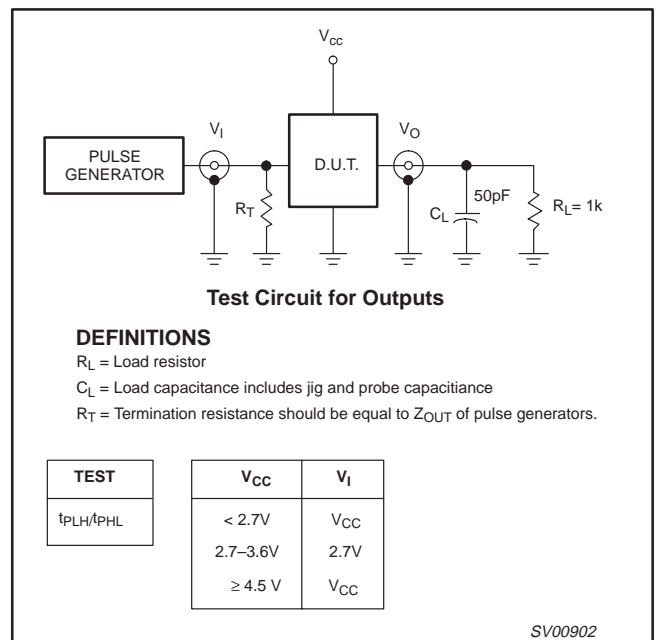 Vcc
VI
VO
PULSE
GENERATOR
D.U.T.
50pF
RT
CL
RL= 1k
Test Circuit for Outputs
DEFINITIONS
RL = Load resistor
CL = Load capacitance includes jig and probe capacitiance
RT = Termination resistance should be equal to ZOUT of pulse generators.
TEST
tPLH/tPHL
VCC VI
< 2.7V VCC
2.7–3.6V 2.7V
≥ 4.5 V VCC
SV00902